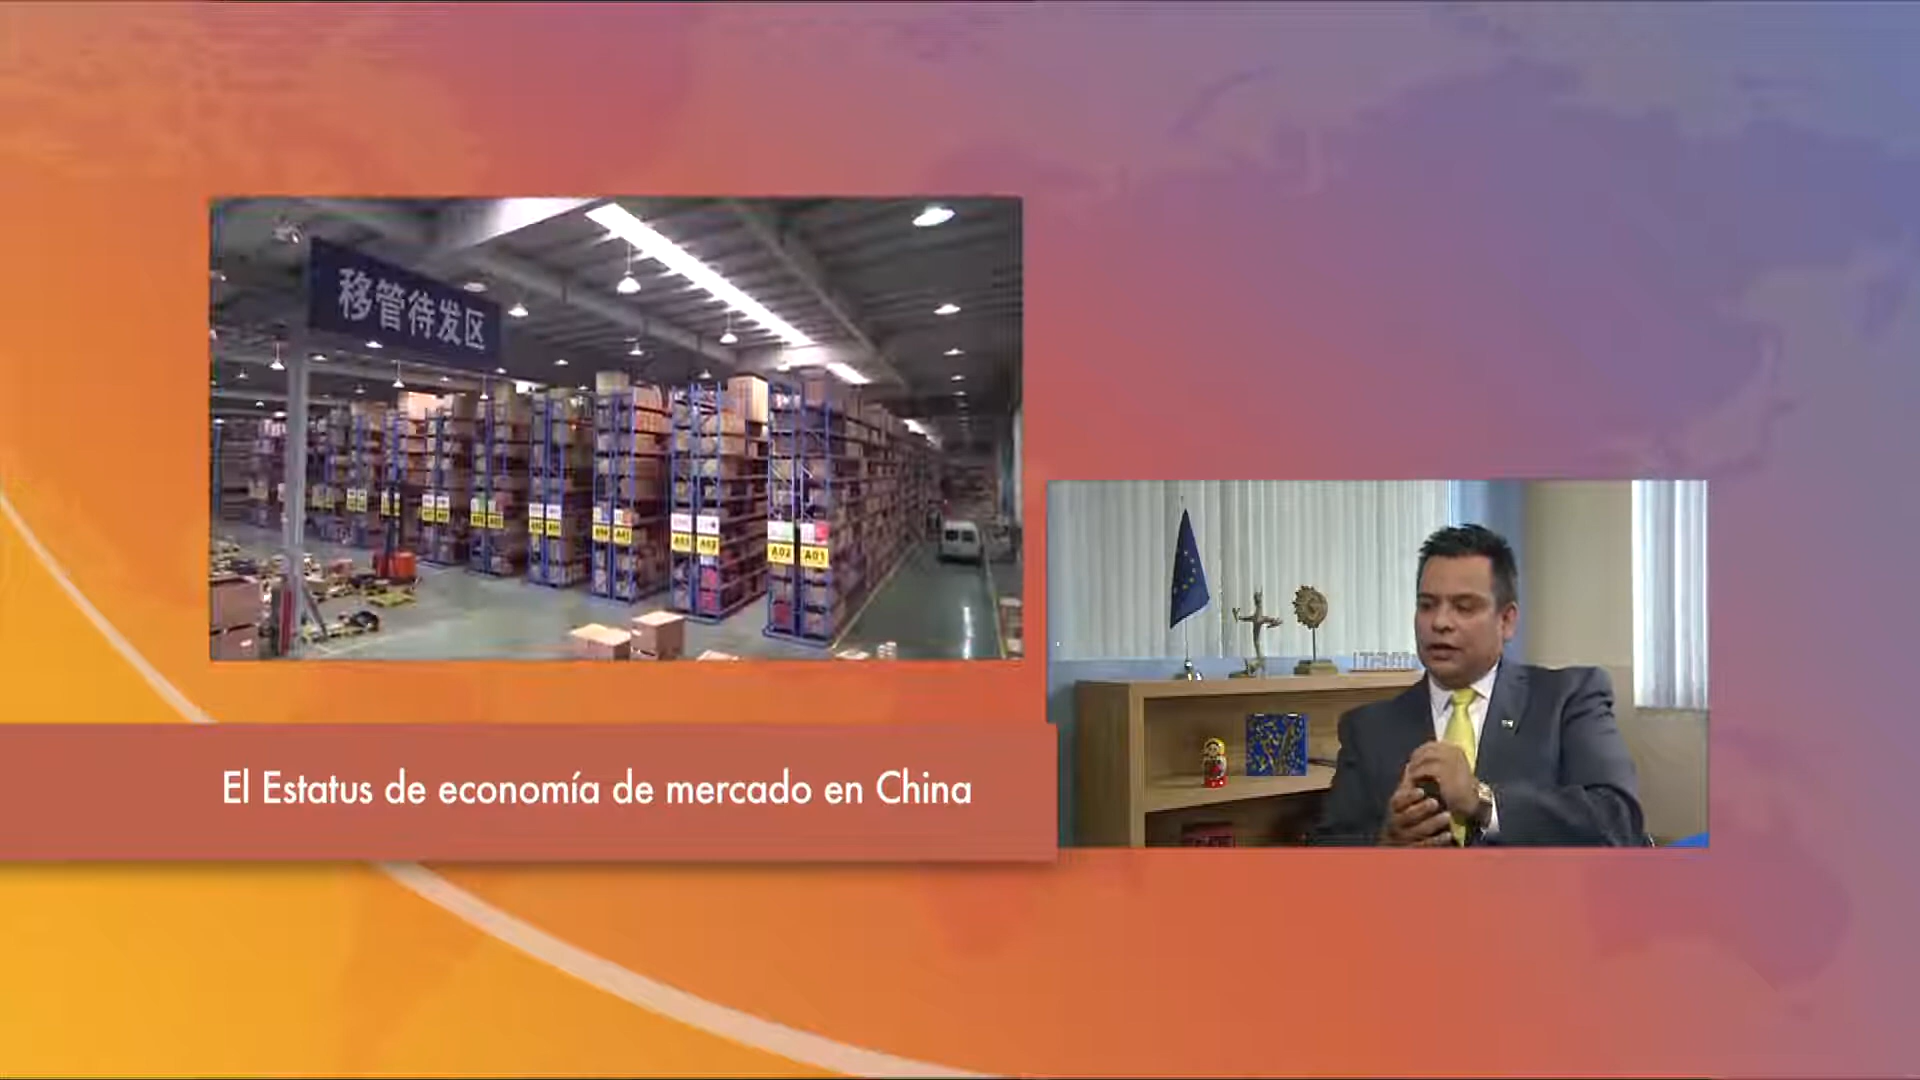 移管待发区
A02 A01
El Estatus de economía de mercado en China